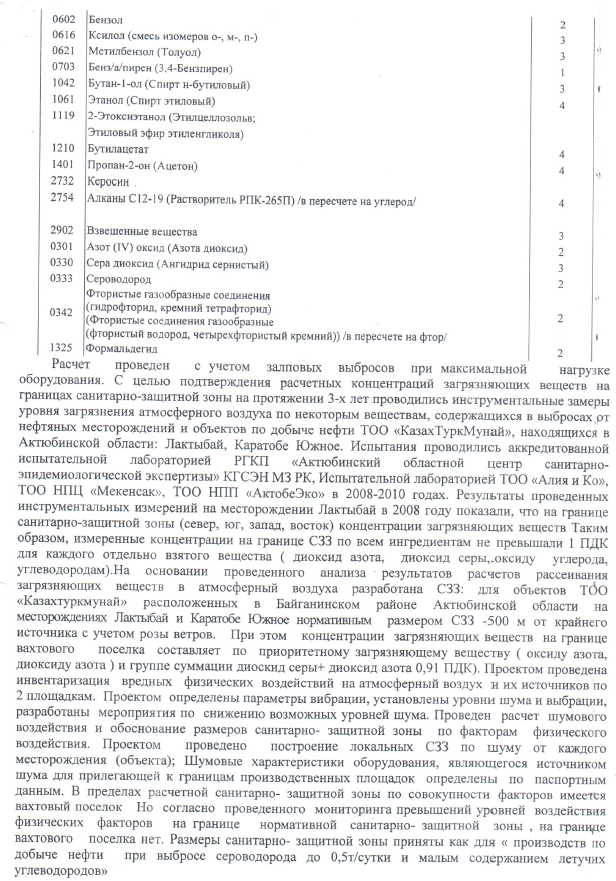 0602 Бензол 2
0616 Ксилол (смесь изомеров о-, м-, п-) 3
0621 Метилбензол (Толуол) 3
0703 Бенз/а/пирен (3,4-Бензпирен) 1
1042 Бутан-1-ол (Спирт н-бутиловый) 3
1061 Этанол (Спирт этиловый) 4
1119 2-Этоксиэтанол (Этилцеллозольв;
Этиловый эфир этиленгликоля)
1210 Бутилацетат 4
1401 Пропан-2-он (Ацетон) 4
2732 Керосин
2754 Алканы С12-19 (Растворитель РПК-265П) /в пересчете на углерод/ 4
2902 Взвешенные вещества 3
0301 Азот (IV) оксид (Азота диоксид) 2
0330 Сера диоксид (Ангидрид сернистый) 3
0333 Сероводород 2
Фтористые газообразные соединения
(гидрофторид, кремний тетрафторид)
0342 (Фтористые соединения газообразные 2
(фтористый водород, четырехфтористый кремний)) /в пересчете на фтор/
1325 Формальдегид 2
Расчет проведен с учетом залповых выбросов при максимальной нагрузке
оборудования. С целью подтверждения расчетных концентраций загрязняющих веществ на
границах санитарно-защитной зоны на протяжении 3-х лет проводились инструментальные замеры
уровня загрязнения атмосферного воздуха по некоторым веществам, содержащихся в выбросах от
нефтяных месторождений и объектов по добыче нефти ТОО «КазахТуркМунай», находящихся в
Актюбинской области: Лактыбай, Каратобе Южное. Испытания проводились аккредитованной
испытательной лабораторией РГКП «Актюбинский областной центр санитарно-
эпидемиологической экспертизы» КГСЭН МЗ РК, Испытательной лабораторией ТОО «Алия и Ко»,
ТОО НПЦ «Мекенсак», ТОО НПП «АктобеЭко» в 2008-2010 годах. Результаты проведенных
инструментальных измерений на месторождении Лактыбай в 2008 году показали, что на границе
санитарно-защитной зоны (север, юг, запад, восток) концентрации загрязняющих веществ Таким
образом, измеренные концентрации на границе СЗЗ по всем ингредиентам не превышали 1 ПДК
для каждого отдельно взятого вещества ( диоксид азота, диоксид серы,.оксиду углерода,
углеводородам).На основании проведенного анализа результатов расчетов рассеивания
загрязняющих веществ в атмосферный воздуха разработана СЗЗ: для объектов ТОО
«Казахтуркмунай» расположенных в Байганинском районе Актюбинской области на
месторождениях Лактыбай и Каратобе Южное нормативным размером СЗЗ -500 м от крайнего
источника с учетом розы ветров. При этом концентрации загрязняющих веществ на границе
вахтового поселка составляет по приоритетному загрязняющему веществу ( оксиду азота,
диоксиду азота ) и группе суммации диоскид серы+ диоксид азота 0,91 ПДК). Проектом проведена
инвентаризация вредных физических воздействий на атмосферный воздух и их источников по
2 площадкам. Проектом определены параметры вибрации, установлены уровни шума и выбрации,
разработаны мероприятия по снижению возможных уровней шума. Проведен расчет шумового
воздействия и обоснование размеров санитарно- защитной зоны по факторам физического
воздействия. Проектом проведено построение локальных СЗЗ по шуму от каждого
месторождения (объекта); Шумовые характеристики оборудования, являющегося источником
шума для прилегающей к границам производственных площадок определены по паспортным
данным. В пределах расчетной санитарно- защитной зоны по совокупности факторов имеется
вахтовый поселок Но согласно проведенного мониторинга превышений уровней воздействия
физических факторов на границе нормативной санитарно- защитной зоны , на границе
вахтового поселка нет. Размеры санитарно- защитной зоны приняты как для « производств по
добыче нефти при выбросе сероводорода до 0,5т/сутки и малым содержанием летучих
углеводородов»